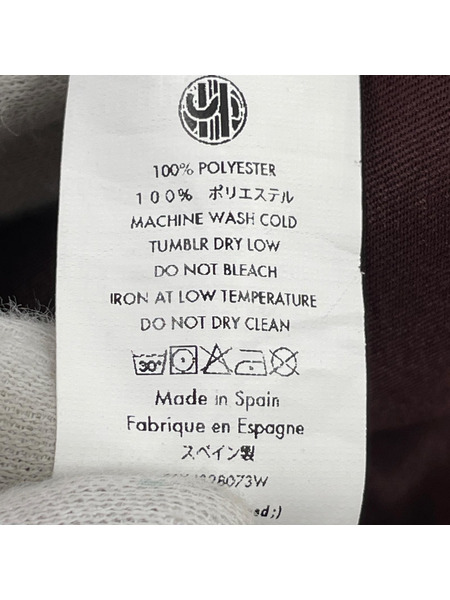 100% POLYESTER
100% ポリエステル
MACHINE WASH COLD
TUMBLR DRY LOW
DO NOT BLEACH
IRON AT LOW TEMPERATURE
DO NOT DRY CLEAN
30°
Made in Spain
Fabrique en Espagne
スペイン製